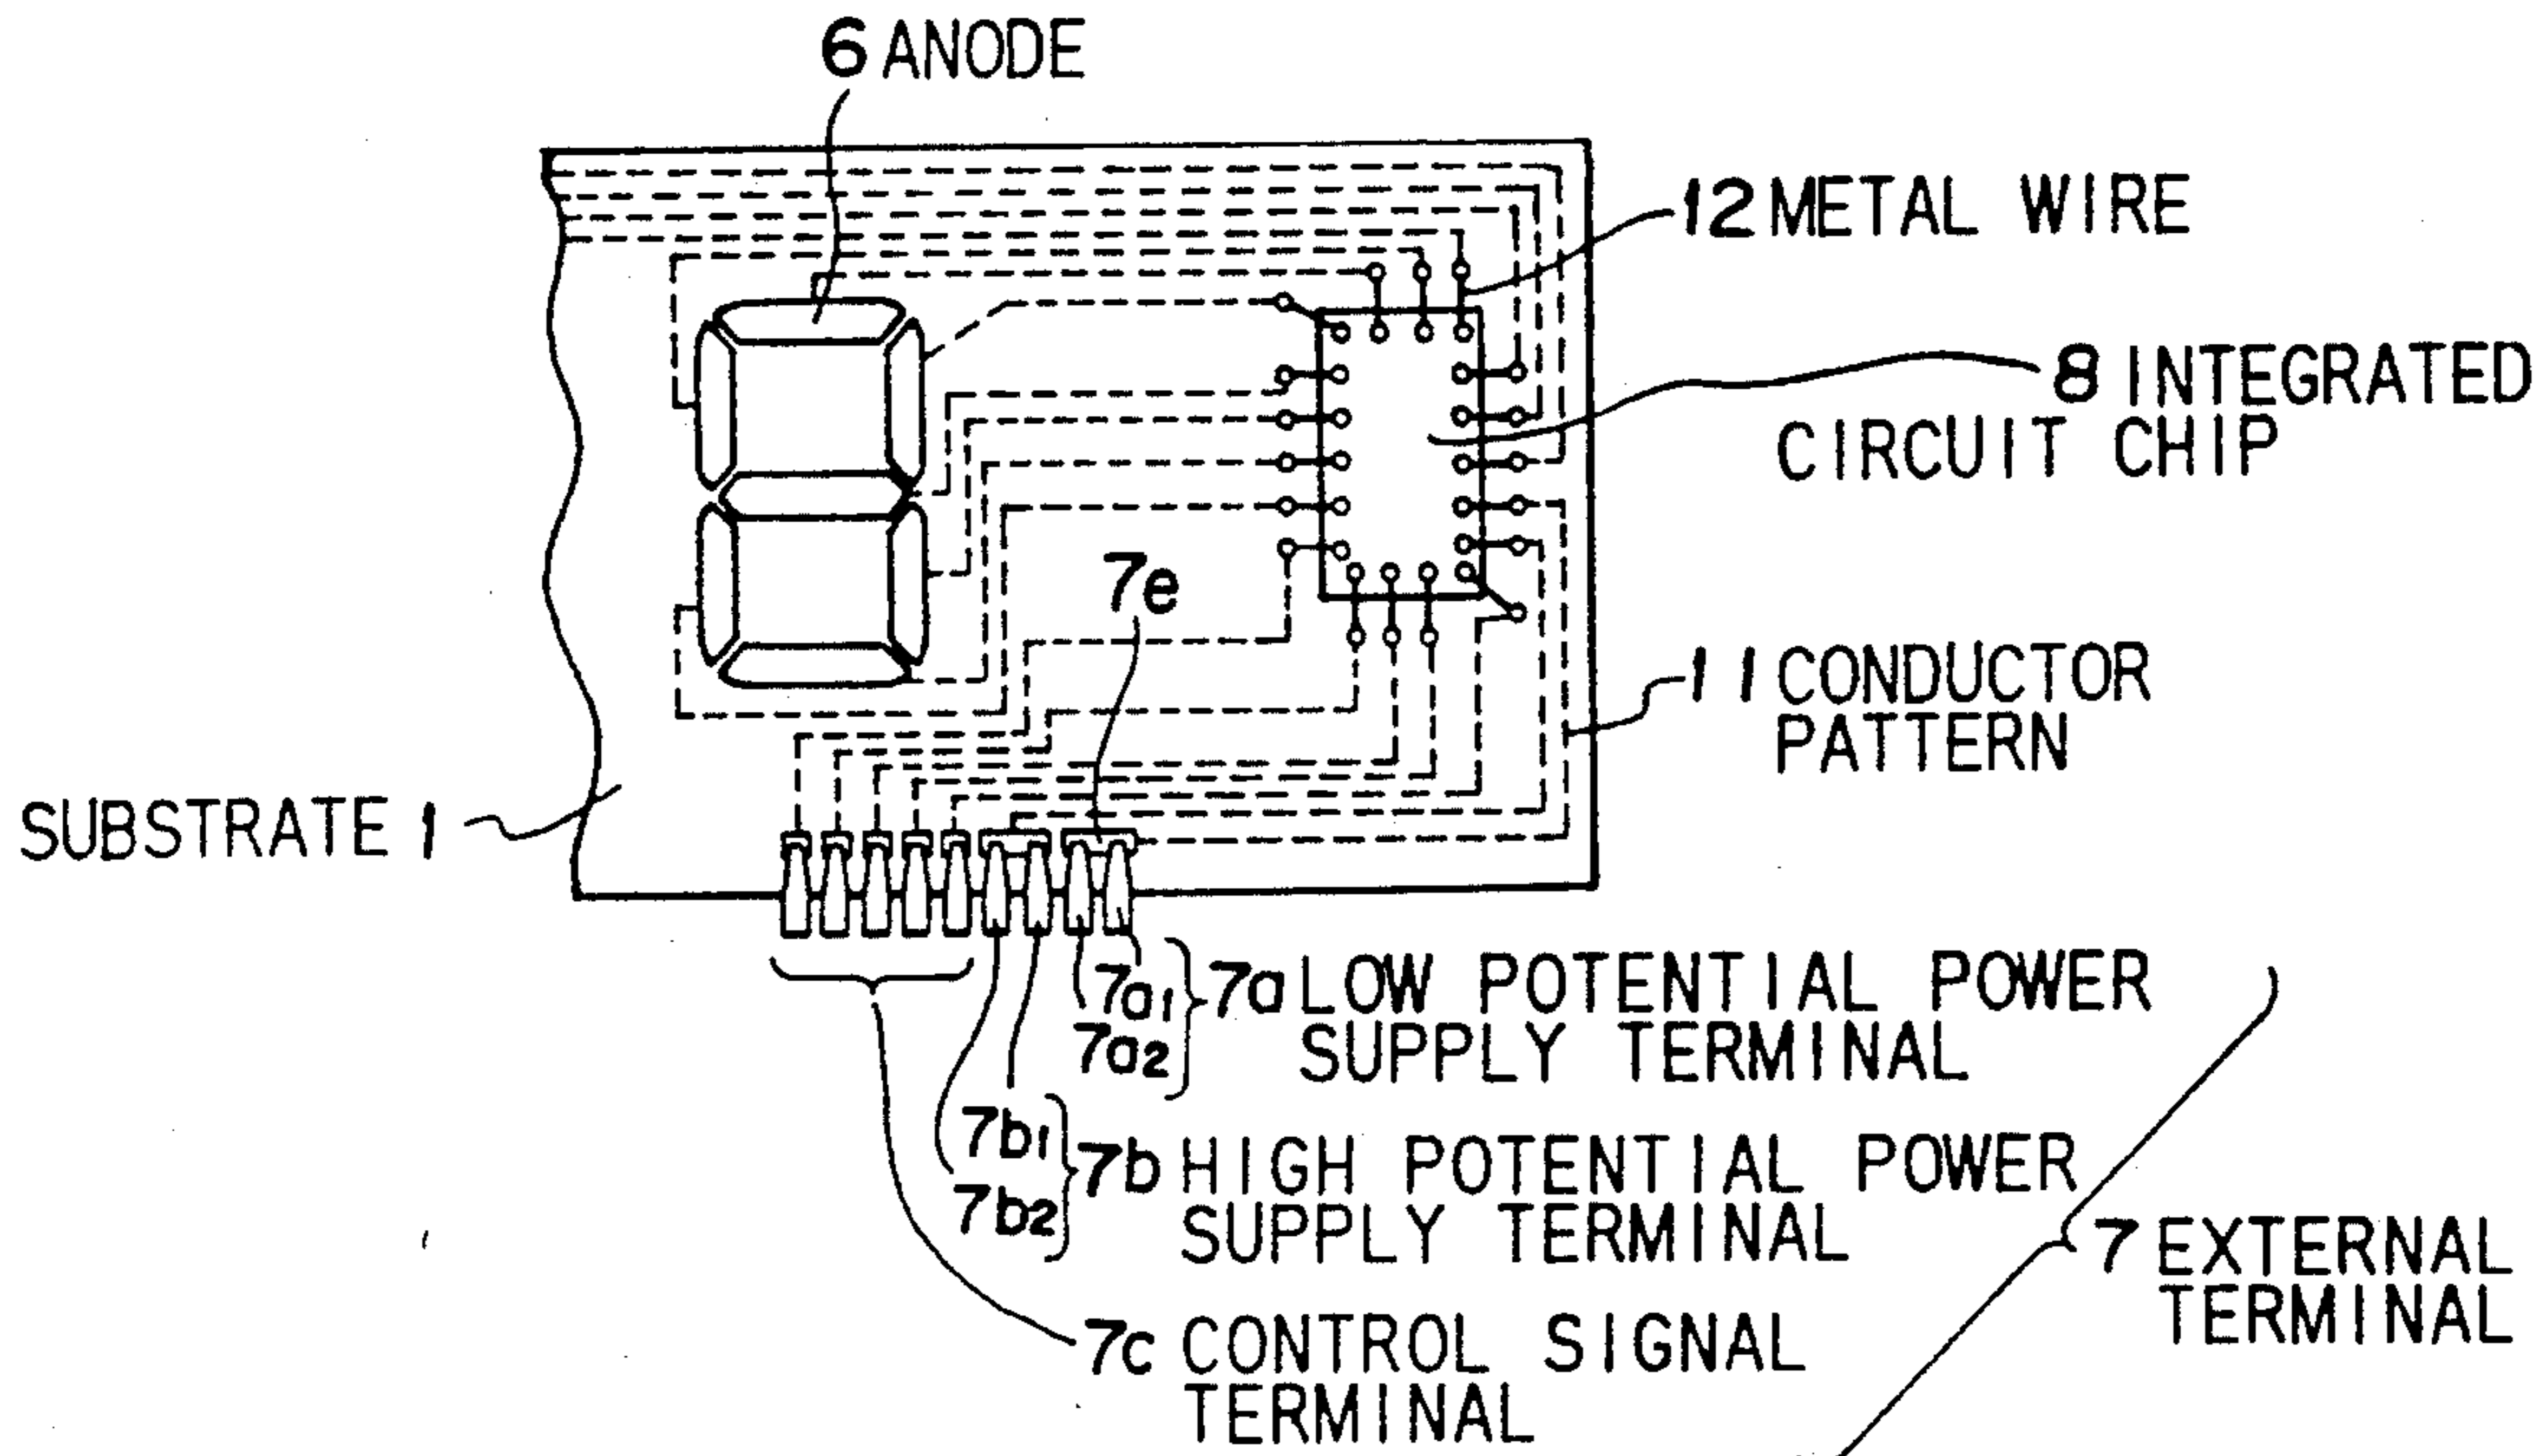 6 ANODE
12 METAL WIRE
8 INTEGRATED
CIRCUIT CHIP
7e
11 CONDUCTOR
PATTERN
SUBSTRATE 1
7a1
7a2
7a LOW POTENTIAL POWER
SUPPLY TERMINAL
7b1
7b2
7b HIGH POTENTIAL POWER
SUPPLY TERMINAL
7 EXTERNAL
TERMINAL
7c CONTROL SIGNAL
TERMINAL